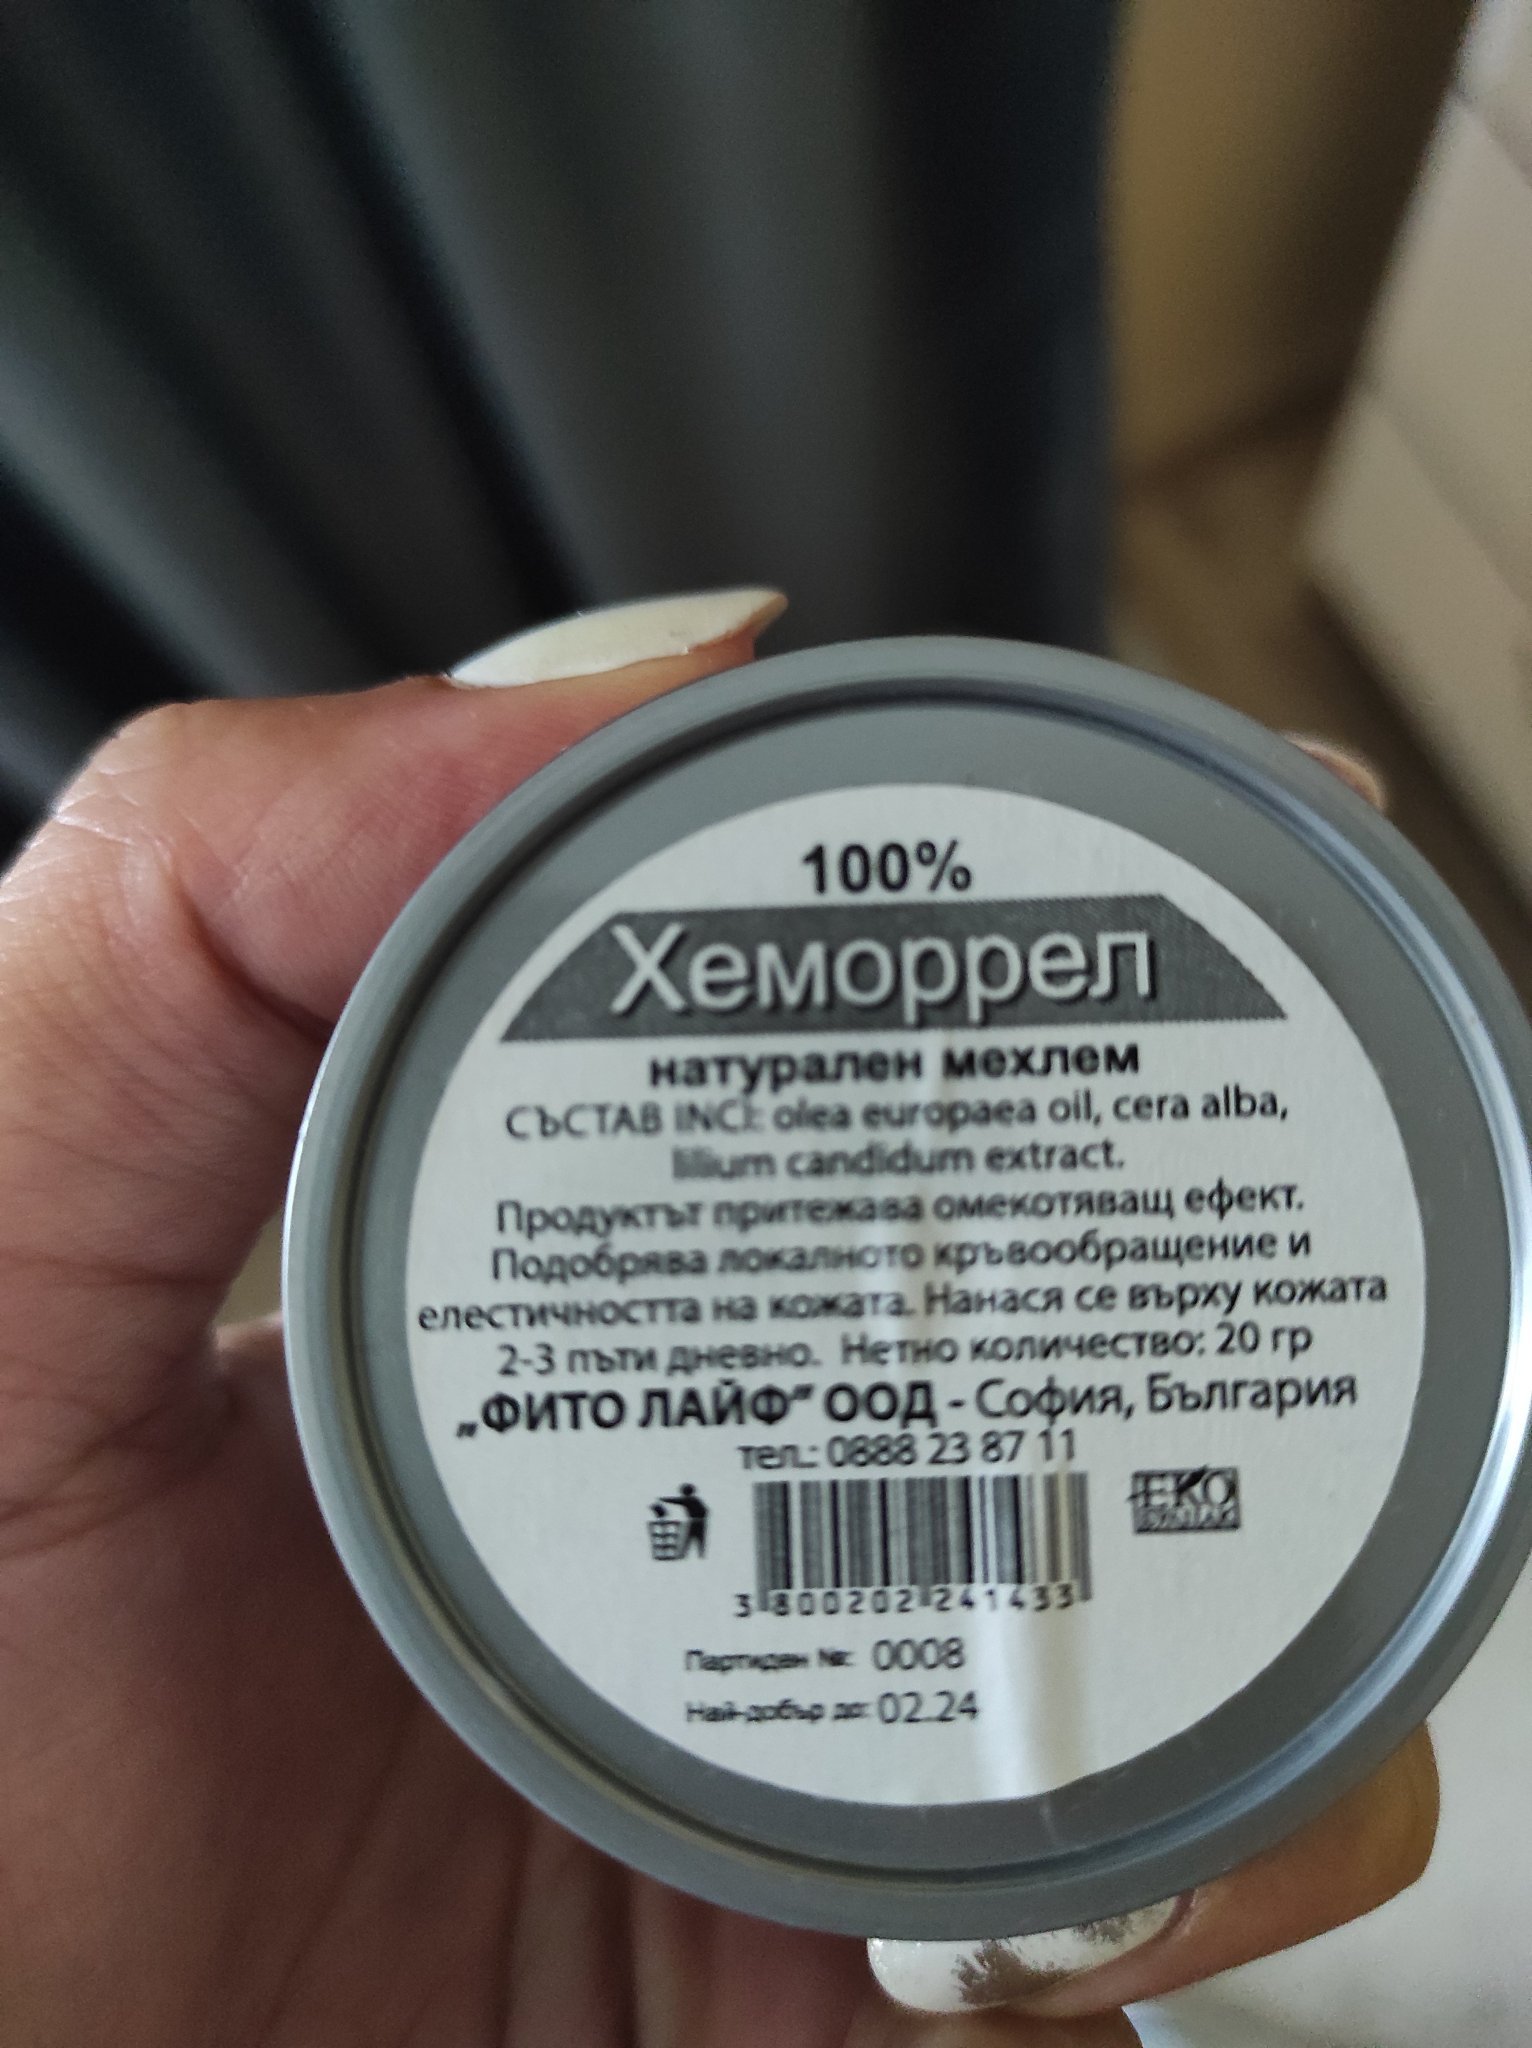 100%
Хеморрел
натурален мехлем
СЪСТАВ INCI: olea europaea oil, cera alba,
lilium candidum extract.
Продуктът притежава омекотяващ ефект.
Подобрява локалното кръвообращение и
елестичността на кожата. Нанася се върху кожата
2-3 пъти дневно. Нетно количество: 20 гр
„ФИТО ЛАЙФ" ООД - София, България
тел.: 0888 23 87 11
ЕКО
3 800202 241433
Партиден №: 0008
Най-добър до: 02.24